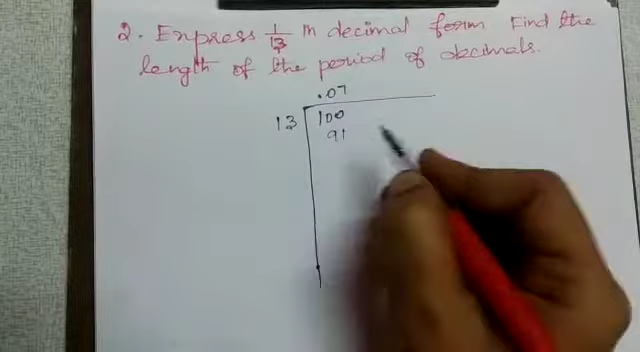 2. Express 1/13 in decimal form Find the
length of the period of decimals.
.07
13 100
91